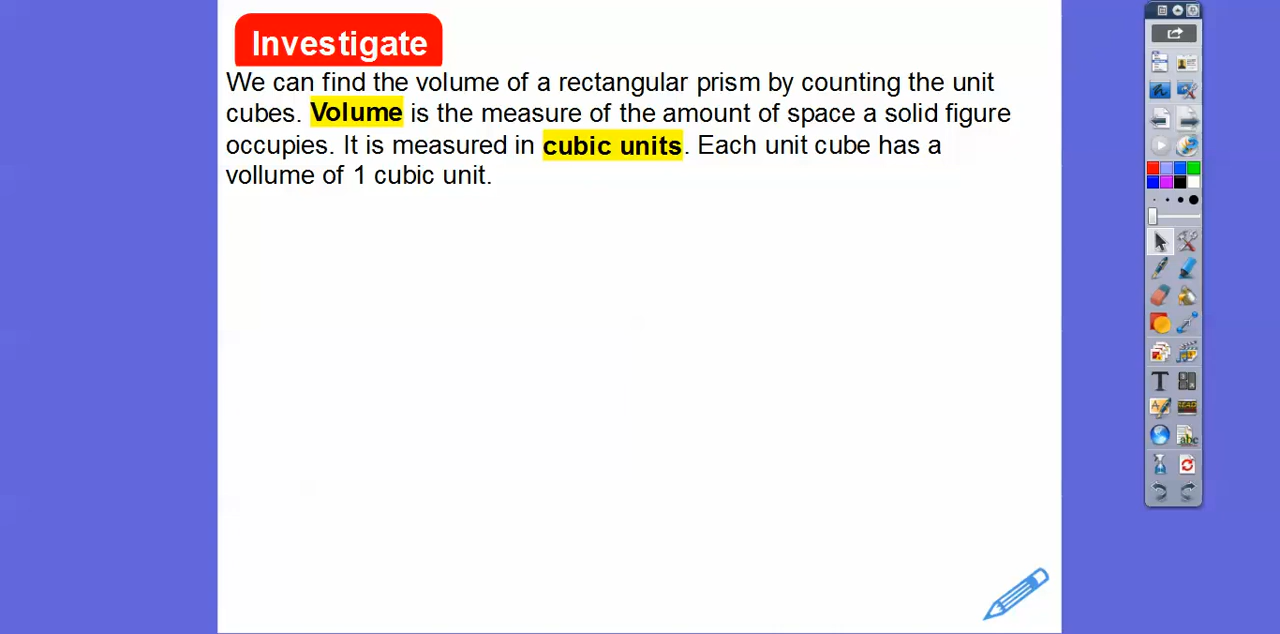 Investigate
We can find the volume of a rectangular prism by counting the unit
cubes. Volume is the measure of the amount of space a solid figure
occupies. It is measured in cubic units. Each unit cube has a
vollume of 1 cubic unit.